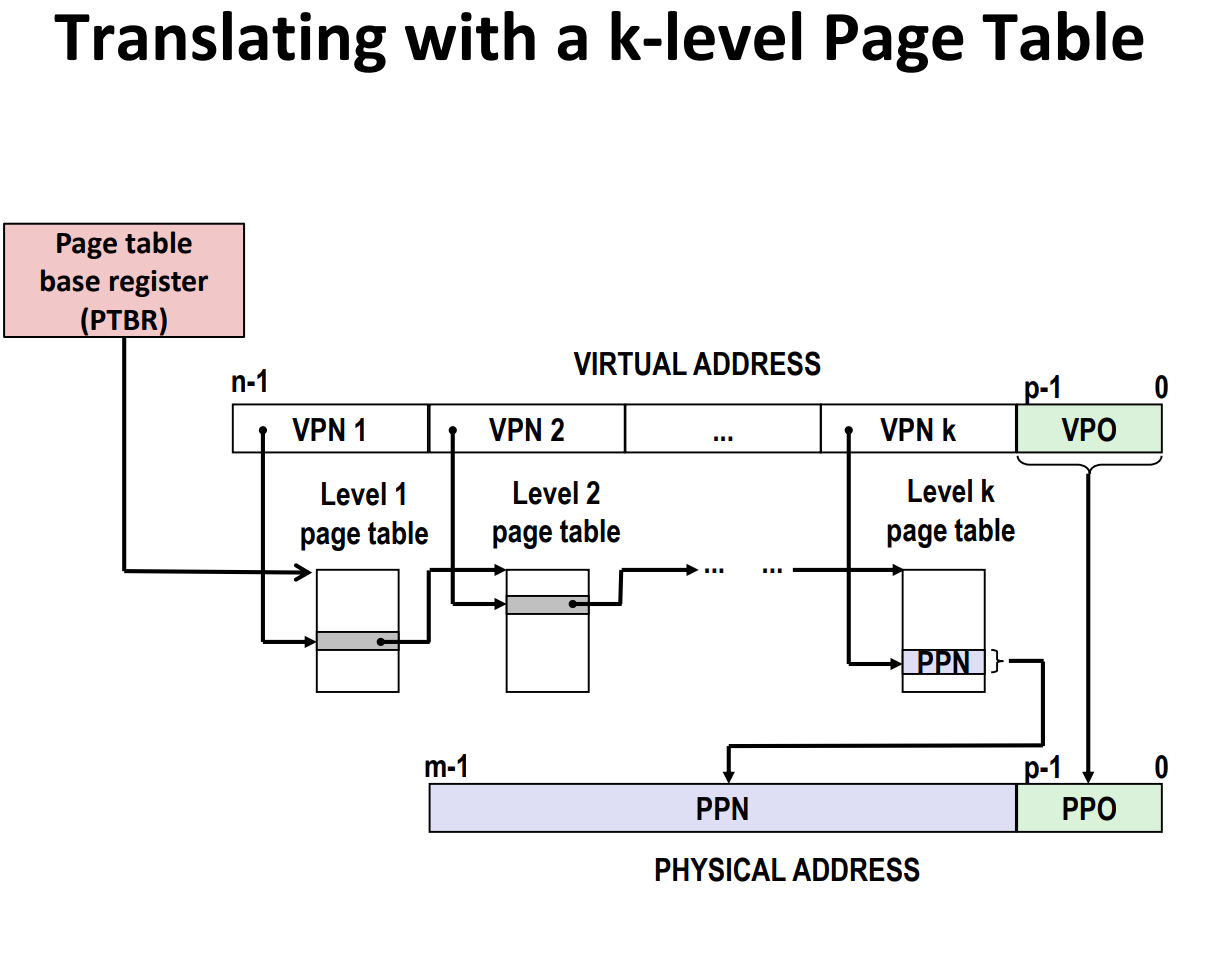 Translating with a k-level Page Table
Page table
base register
(PTBR)
VIRTUAL ADDRESS
n-1
p-1
0
VPN 1
VPN 2
...
VPN k
VPO
Level 1
page table
Level 2
page table
Level k
page table
...
...
PPN
m-1
p-1
0
PPN
PPO
PHYSICAL ADDRESS